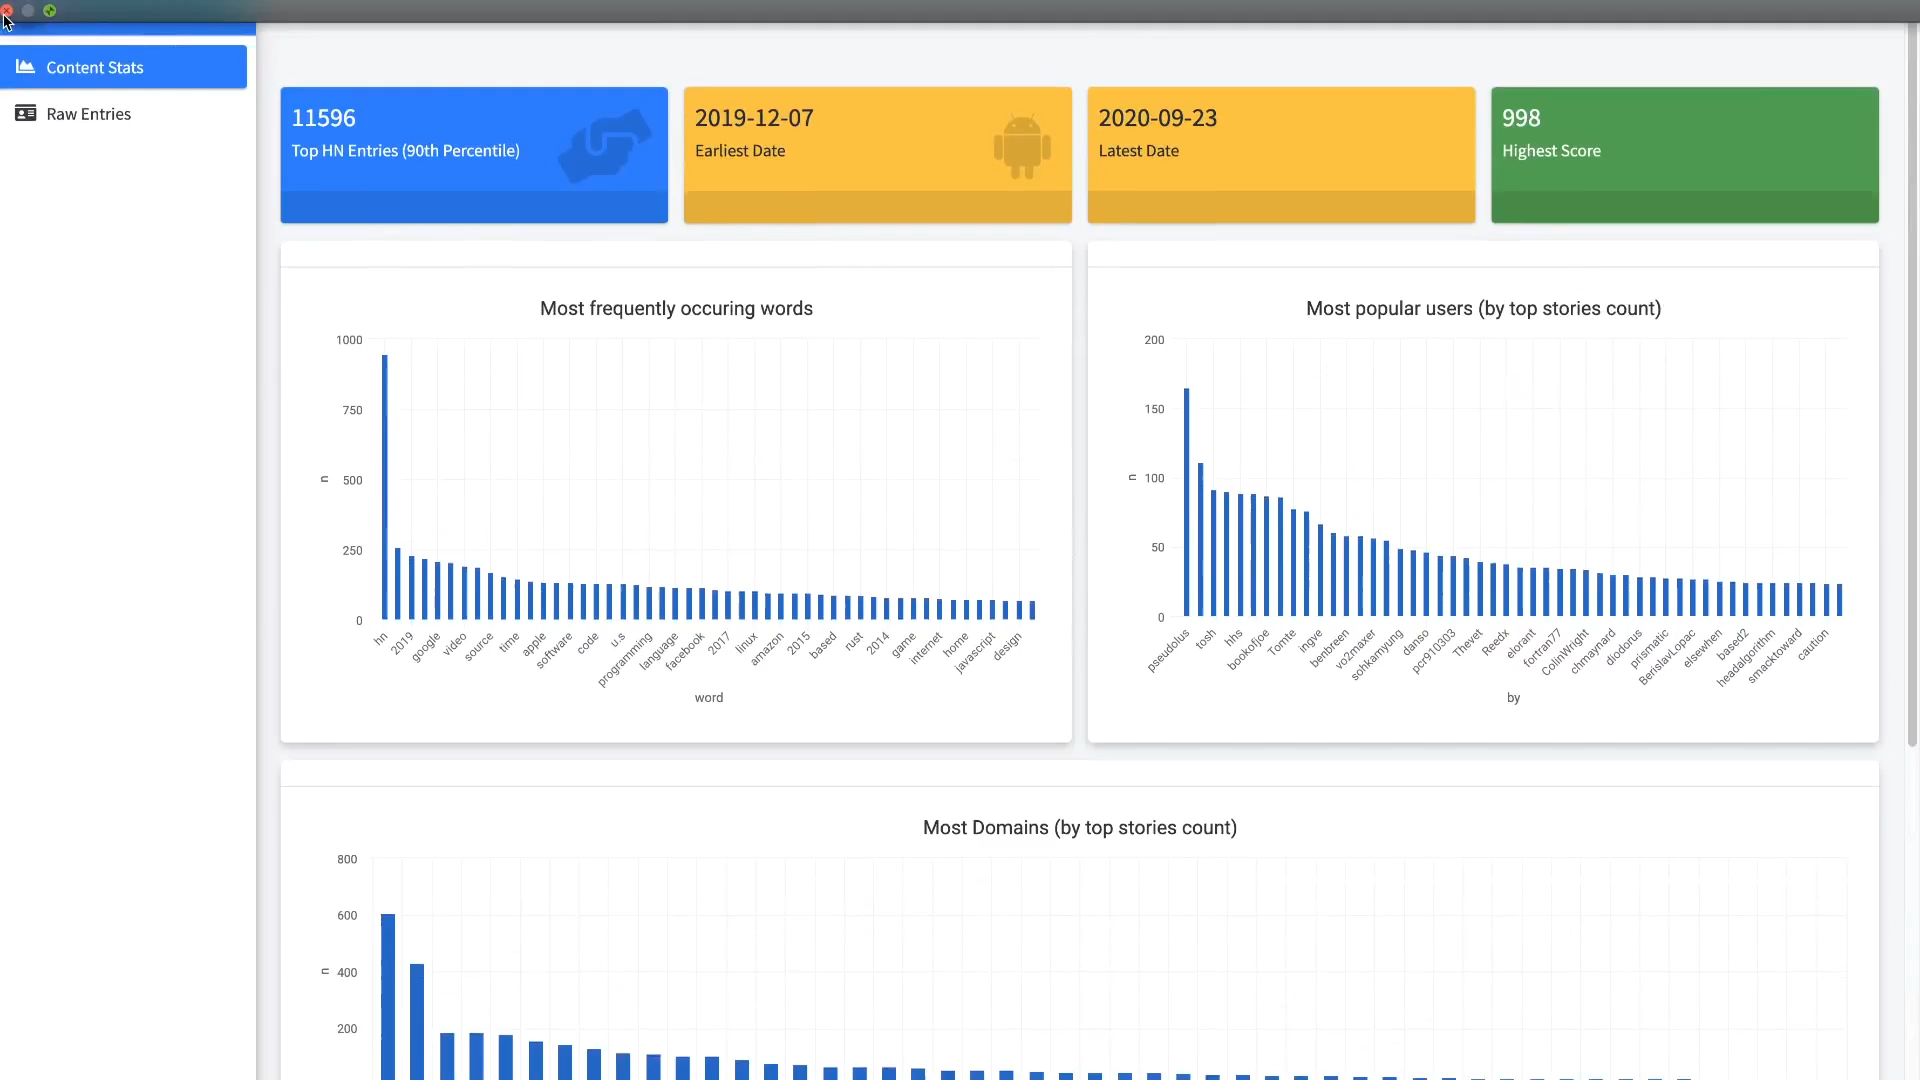 Content Stats
Raw Entries
11596
Top HN Entries (90th Percentile)
2019-12-07
Earliest Date
2020-09-23
Latest Date
998
Highest Score
Most frequently occuring words
1000
750
500
250
0
n
hn
2019
google
video
source
time
apple
software
code
u.s
programming
language
facebook
2017
linux
amazon
2015
based
rust
2014
game
internet
home
javascript
design
word
Most popular users (by top stories count)
200
150
100
50
0
n
pseudolus
tosh
hhs
bookofjoe
Tomte
ingve
benbreen
vo2maxer
sohkamyung
danso
pcr910303
Thevet
Reedx
elorant
fortran77
ColinWright
chmaynard
diodorus
prismatic
BerislavLopac
elsewhen
based2
headalgorithm
smacktoward
caution
by
Most Domains (by top stories count)
800
600
400
200
n